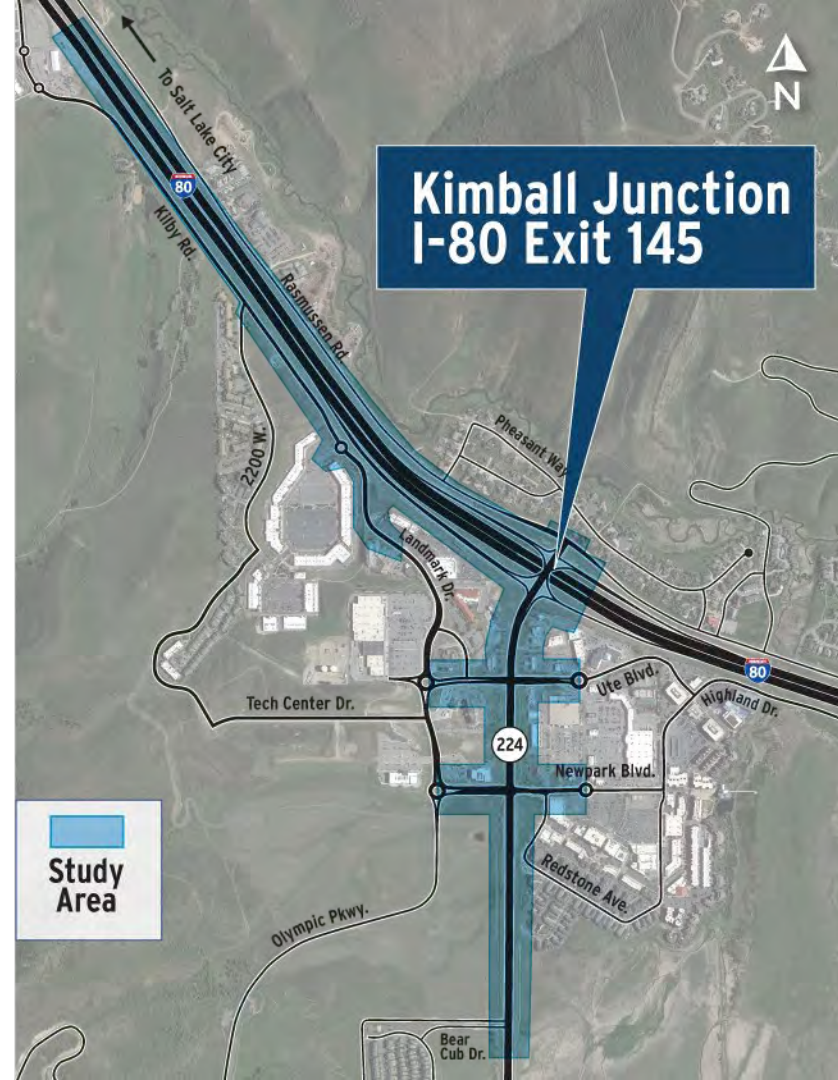 To Salt Lake City
N
80
Kimball Junction
I-80 Exit 145
Kilby Rd.
Rasmussen Rd.
Pheasant Way
2200 W.
Landmark Dr.
80
Ute Blvd.
Highland Dr.
Tech Center Dr.
224
Newpark Blvd.
Study
Area
Redstone Ave.
Olympic Pkwy.
Bear
Cub Dr.